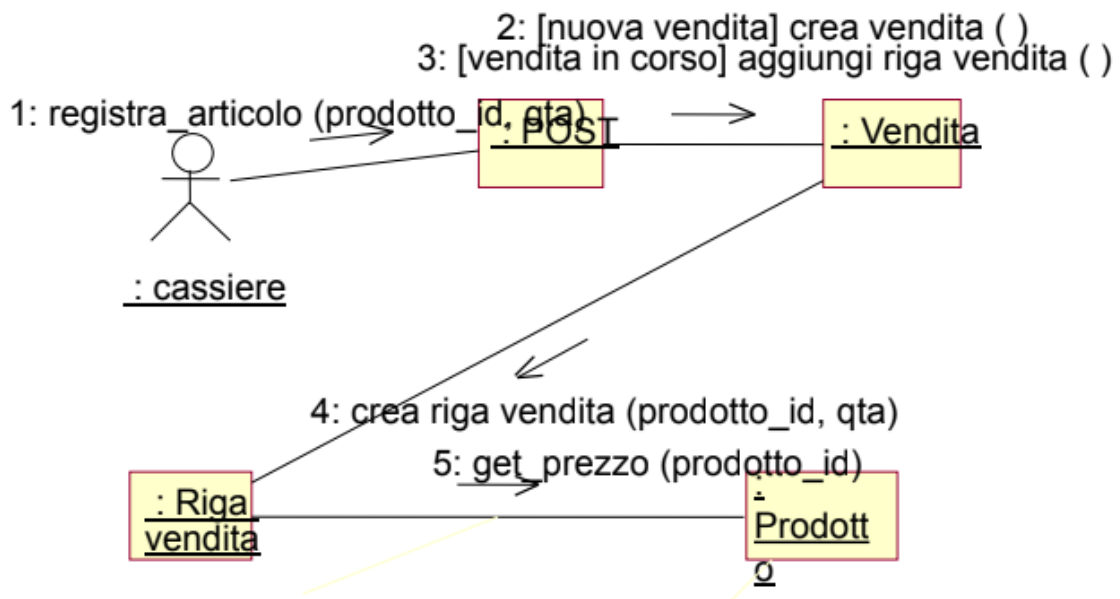 2: [nuova vendita] crea vendita ( )
3: [vendita in corso] aggiungi riga vendita ( )
1: registra_articolo (prodotto_id, qta)
: POST
: Vendita
: cassiere
4: crea riga vendita (prodotto_id, qta)
5: get_prezzo (prodotto_id)
: Riga
vendita
:
Prodott
o